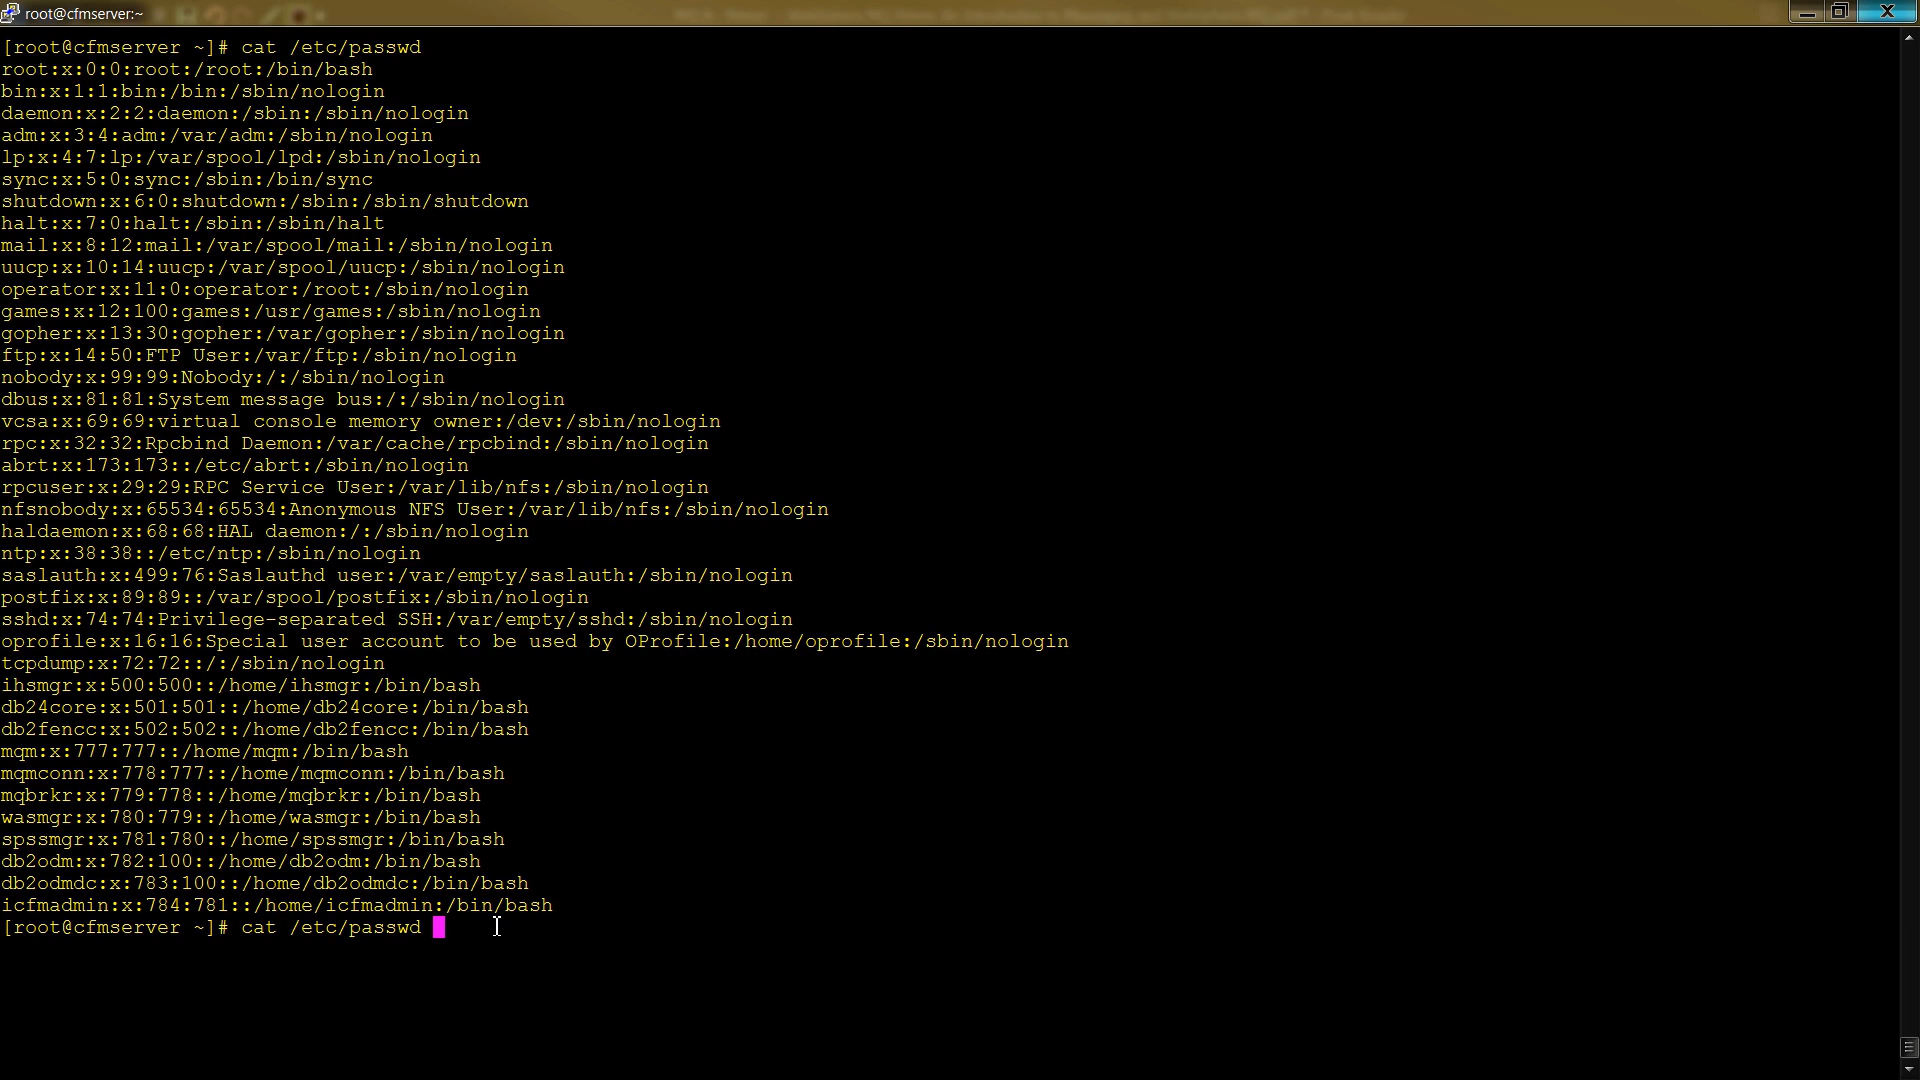 root@cfmserver:~
[root@cfmserver ~]# cat /etc/passwd
root:x:0:0:root:/root:/bin/bash
bin:x:1:1:bin:/bin:/sbin/nologin
daemon:x:2:2:daemon:/sbin:/sbin/nologin
adm:x:3:4:adm:/var/adm:/sbin/nologin
lp:x:4:7:lp:/var/spool/lpd:/sbin/nologin
sync:x:5:0:sync:/sbin:/bin/sync
shutdown:x:6:0:shutdown:/sbin:/sbin/shutdown
halt:x:7:0:halt:/sbin:/sbin/halt
mail:x:8:12:mail:/var/spool/mail:/sbin/nologin
uucp:x:10:14:uucp:/var/spool/uucp:/sbin/nologin
operator:x:11:0:operator:/root:/sbin/nologin
games:x:12:100:games:/usr/games:/sbin/nologin
gopher:x:13:30:gopher:/var/gopher:/sbin/nologin
ftp:x:14:50:FTP User:/var/ftp:/sbin/nologin
nobody:x:99:99:Nobody:/:/sbin/nologin
dbus:x:81:81:System message bus:/:/sbin/nologin
vcsa:x:69:69:virtual console memory owner:/dev:/sbin/nologin
rpc:x:32:32:Rpcbind Daemon:/var/cache/rpcbind:/sbin/nologin
abrt:x:173:173::/etc/abrt:/sbin/nologin
rpcuser:x:29:29:RPC Service User:/var/lib/nfs:/sbin/nologin
nfsnobody:x:65534:65534:Anonymous NFS User:/var/lib/nfs:/sbin/nologin
haldaemon:x:68:68:HAL daemon:/:/sbin/nologin
ntp:x:38:38::/etc/ntp:/sbin/nologin
saslauth:x:499:76:Saslauthd user:/var/empty/saslauth:/sbin/nologin
postfix:x:89:89::/var/spool/postfix:/sbin/nologin
sshd:x:74:74:Privilege-separated SSH:/var/empty/sshd:/sbin/nologin
oprofile:x:16:16:Special user account to be used by OProfile:/home/oprofile:/sbin/nologin
tcpdump:x:72:72::/:/sbin/nologin
ihsmgr:x:500:500::/home/ihsmgr:/bin/bash
db24core:x:501:501::/home/db24core:/bin/bash
db2fencc:x:502:502::/home/db2fencc:/bin/bash
mqm:x:777:777::/home/mqm:/bin/bash
mqmconn:x:778:777::/home/mqmconn:/bin/bash
mqbrkr:x:779:778::/home/mqbrkr:/bin/bash
wasmgr:x:780:779::/home/wasmgr:/bin/bash
spssmgr:x:781:780::/home/spssmgr:/bin/bash
db2odm:x:782:100::/home/db2odm:/bin/bash
db2odmdc:x:783:100::/home/db2odmdc:/bin/bash
icfmadmin:x:784:781::/home/icfmadmin:/bin/bash
[root@cfmserver ~]# cat /etc/passwd